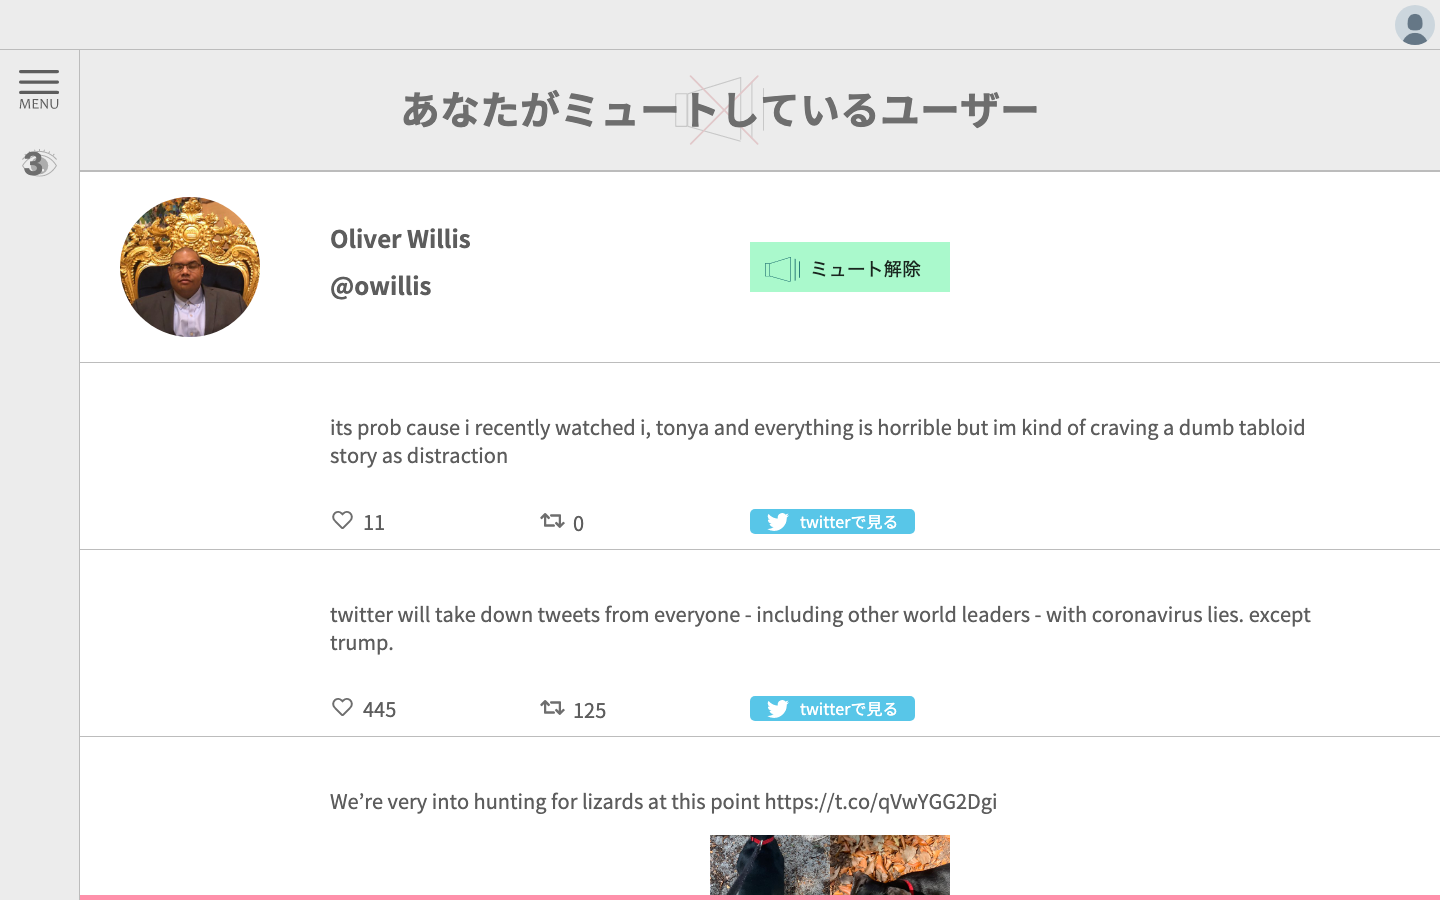 MENU
3
あなたがミュートしているユーザー
Oliver Willis
@owillis
ミュート解除
its prob cause i recently watched i, tonya and everything is horrible but im kind of craving a dumb tabloid
story as distraction
11
0
twitterで見る
twitter will take down tweets from everyone - including other world leaders - with coronavirus lies. except
trump.
445
125
twitterで見る
We’re very into hunting for lizards at this point https://t.co/qVwYGG2Dgi